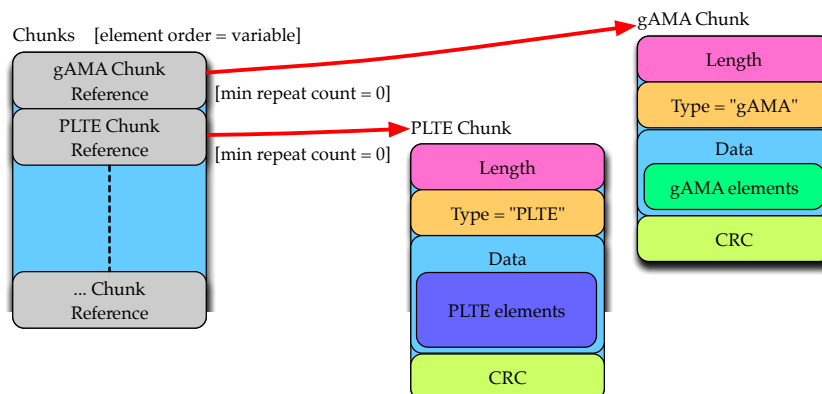 Chunks [element order = variable]
gAMA Chunk
Reference
[min repeat count = 0]
PLTE Chunk
Reference
[min repeat count = 0]
... Chunk
Reference
PLTE Chunk
Length
Type = "PLTE"
Data
PLTE elements
CRC
gAMA Chunk
Length
Type = "gAMA"
Data
gAMA elements
CRC